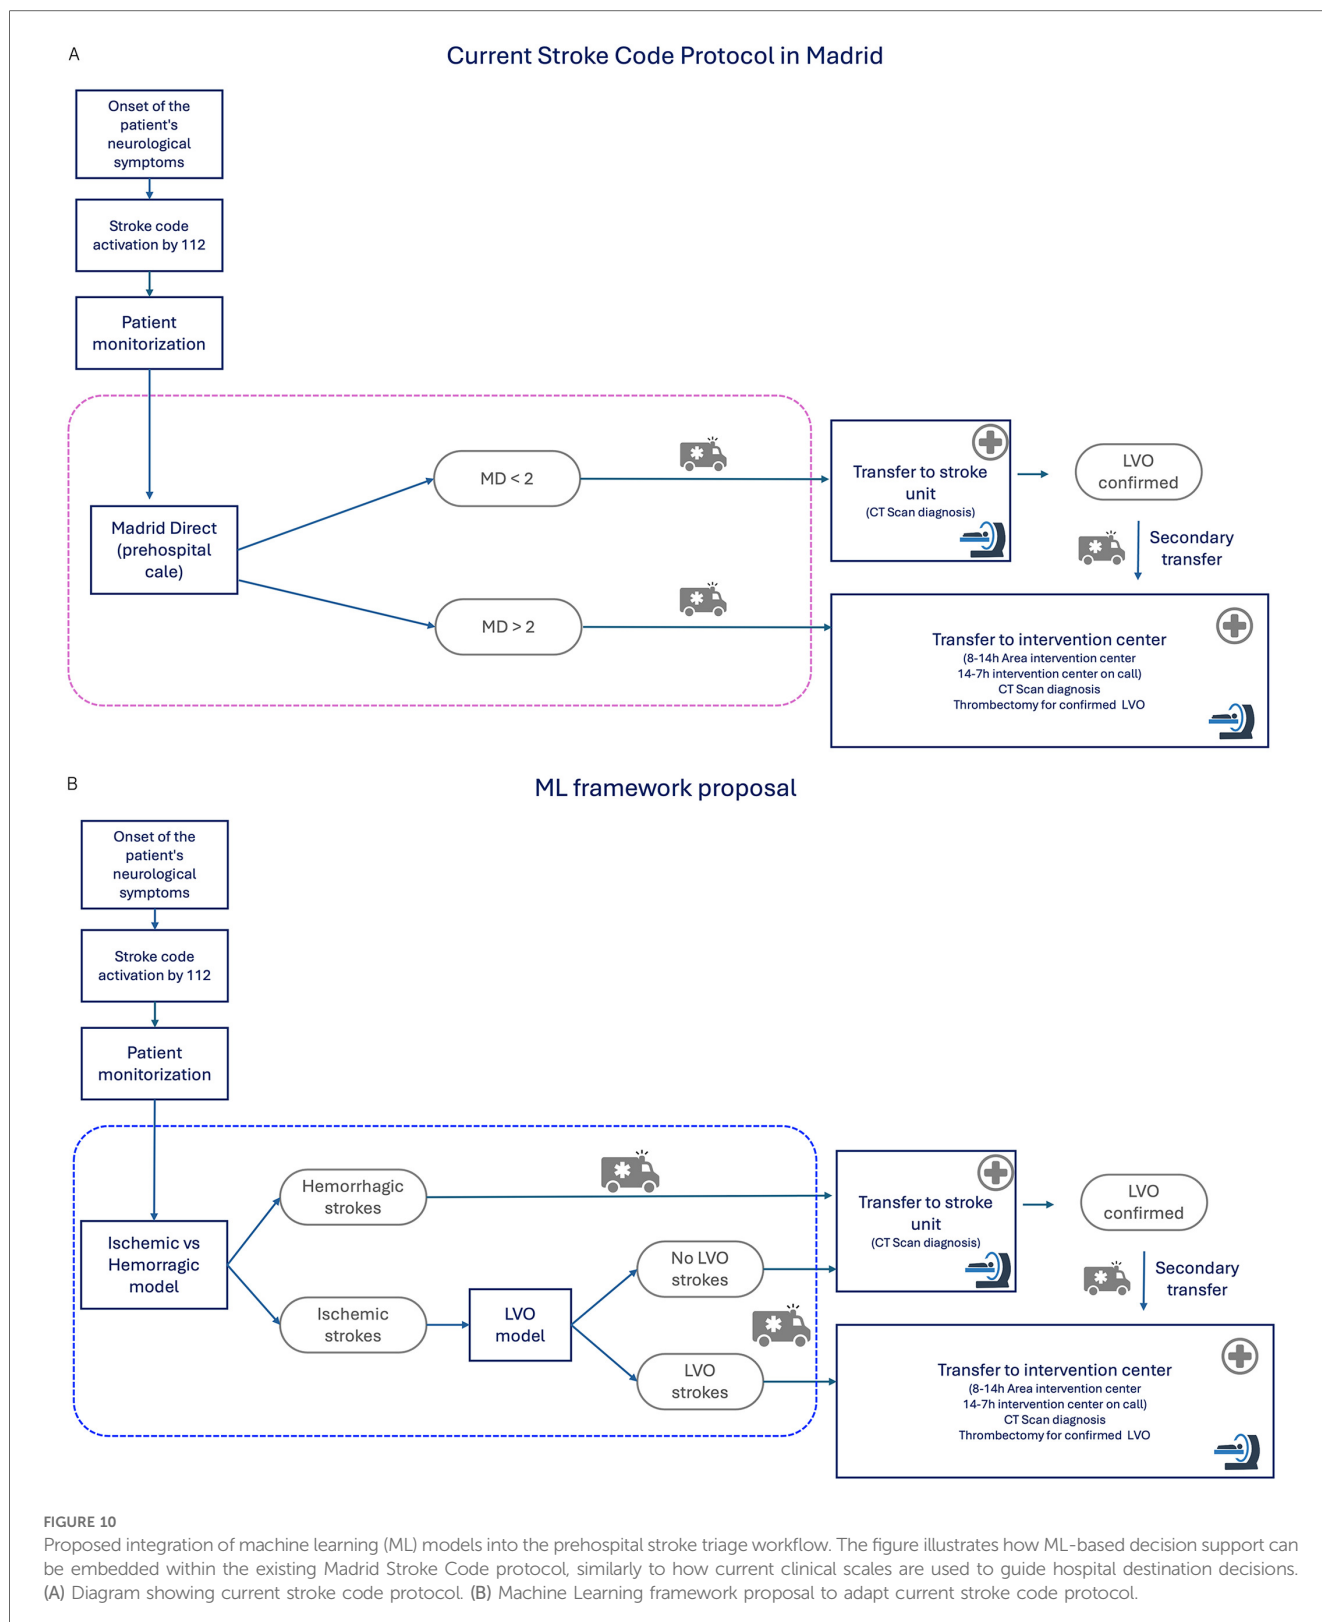 A
Current Stroke Code Protocol in Madrid
Onset of the
patient's
neurological
symptoms
Stroke code
activation by 112
Patient
monitorization
Madrid Direct
(prehospital
cale)
MD < 2
MD > 2
Transfer to stroke
unit
(CT Scan diagnosis)
LVO
confirmed
Secondary
transfer
Transfer to intervention center
(8-14h Area intervention center
14-7h intervention center on call)
CT Scan diagnosis
Thrombectomy for confirmed LVO
B
ML framework proposal
Onset of the
patient's
neurological
symptoms
Stroke code
activation by 112
Patient
monitorization
Ischemic vs
Hemorragic
model
Hemorrhagic
strokes
Ischemic
strokes
LVO
model
No LVO
strokes
LVO
strokes
Transfer to stroke
unit
(CT Scan diagnosis)
LVO
confirmed
Secondary
transfer
Transfer to intervention center
(8-14h Area intervention center
14-7h intervention center on call)
CT Scan diagnosis
Thrombectomy for confirmed LVO
FIGURE 10
Proposed integration of machine learning (ML) models into the prehospital stroke triage workflow. The figure illustrates how ML-based decision support can
be embedded within the existing Madrid Stroke Code protocol, similarly to how current clinical scales are used to guide hospital destination decisions.
(A) Diagram showing current stroke code protocol. (B) Machine Learning framework proposal to adapt current stroke code protocol.